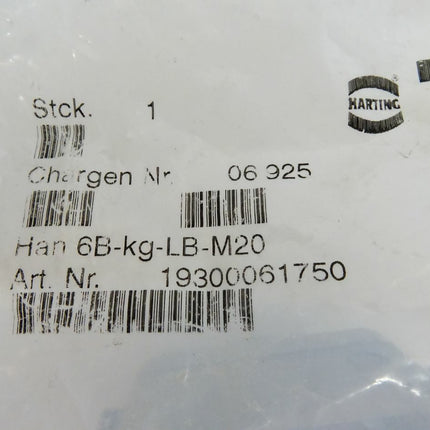 HARTING
®
Stck. 1
Chargen Nr. 06 925
Han 6B-kg-LB-M20
Art. Nr. 19300061750